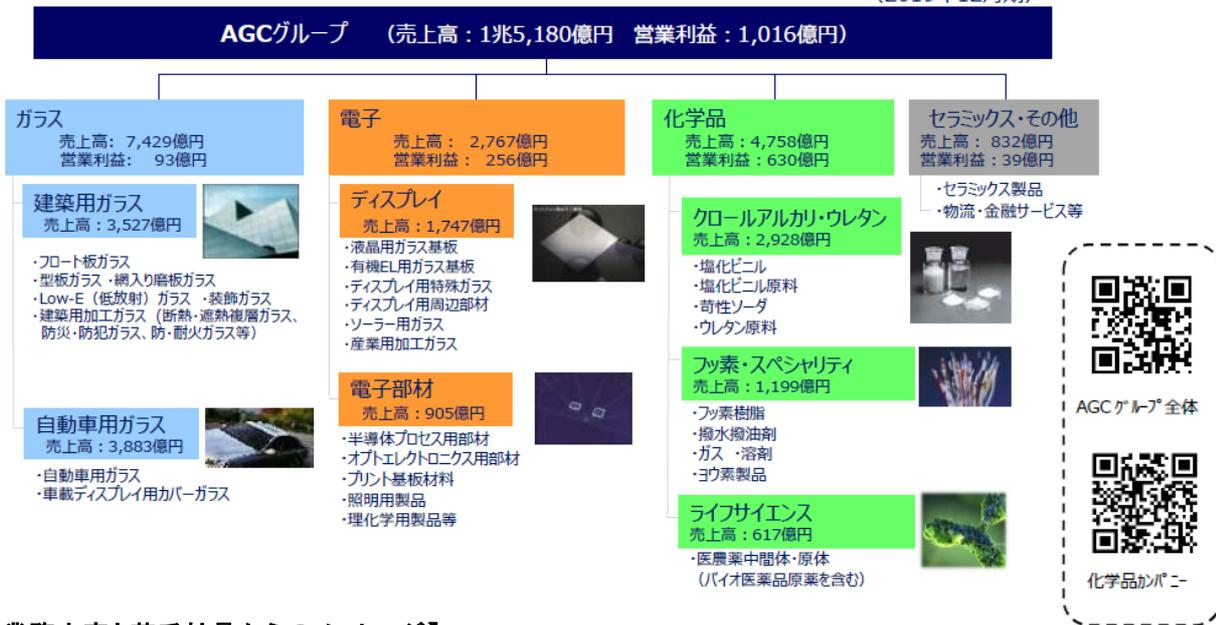 AGCグループ （売上高：1兆5,180億円 営業利益：1,016億円）
ガラス
売上高: 7,429億円
営業利益: 93億円
建築用ガラス
売上高：3,527億円
・フロート板ガラス
・型板ガラス ・網入り磨板ガラス
・Low-E（低放射）ガラス ・装飾ガラス
・建築用加工ガラス（断熱・遮熱複層ガラス、
防災・防犯ガラス、防・耐火ガラス等）
自動車用ガラス
売上高：3,883億円
・自動車用ガラス
・車載ディスプレイ用カバーガラス
電子
売上高： 2,767億円
営業利益： 256億円
ディスプレイ
売上高：1,747億円
・液晶用ガラス基板
・有機EL用ガラス基板
・ディスプレイ用特殊ガラス
・ディスプレイ用周辺部材
・ソーラー用ガラス
・産業用加工ガラス
電子部材
売上高：905億円
・半導体プロセス用部材
・オプトエレクトロニクス用部材
・プリント基板材料
・照明用製品
・理化学用製品等
化学品
売上高：4,758億円
営業利益：630億円
クロールアルカリ・ウレタン
売上高：2,928億円
・塩化ビニル
・塩化ビニル原料
・苛性ソーダ
・ウレタン原料
フッ素・スペシャリティ
売上高：1,199億円
・フッ素樹脂
・撥水撥油剤
・ガス ・溶剤
・ヨウ素製品
ライフサイエンス
売上高：617億円
・医農薬中間体・原体
（バイオ医薬品原薬を含む）
セラミックス・その他
売上高： 832億円
営業利益：39億円
・セラミックス製品
・物流・金融サービス等
AGCグループ全体
化学品カンパニー